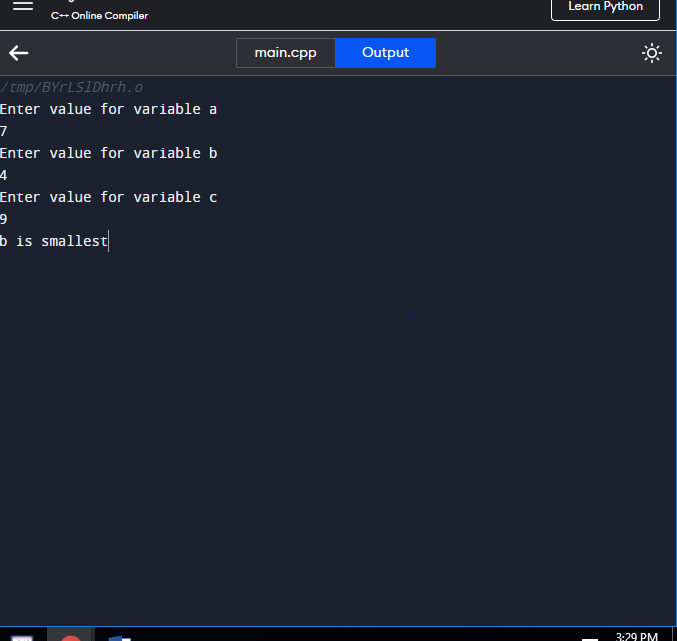 C++ Online Compiler
Learn Python
main.cpp
Output
/tmp/BYrLSlDhrh.o
Enter value for variable a
7
Enter value for variable b
4
Enter value for variable c
9
b is smallest
3:29 PM